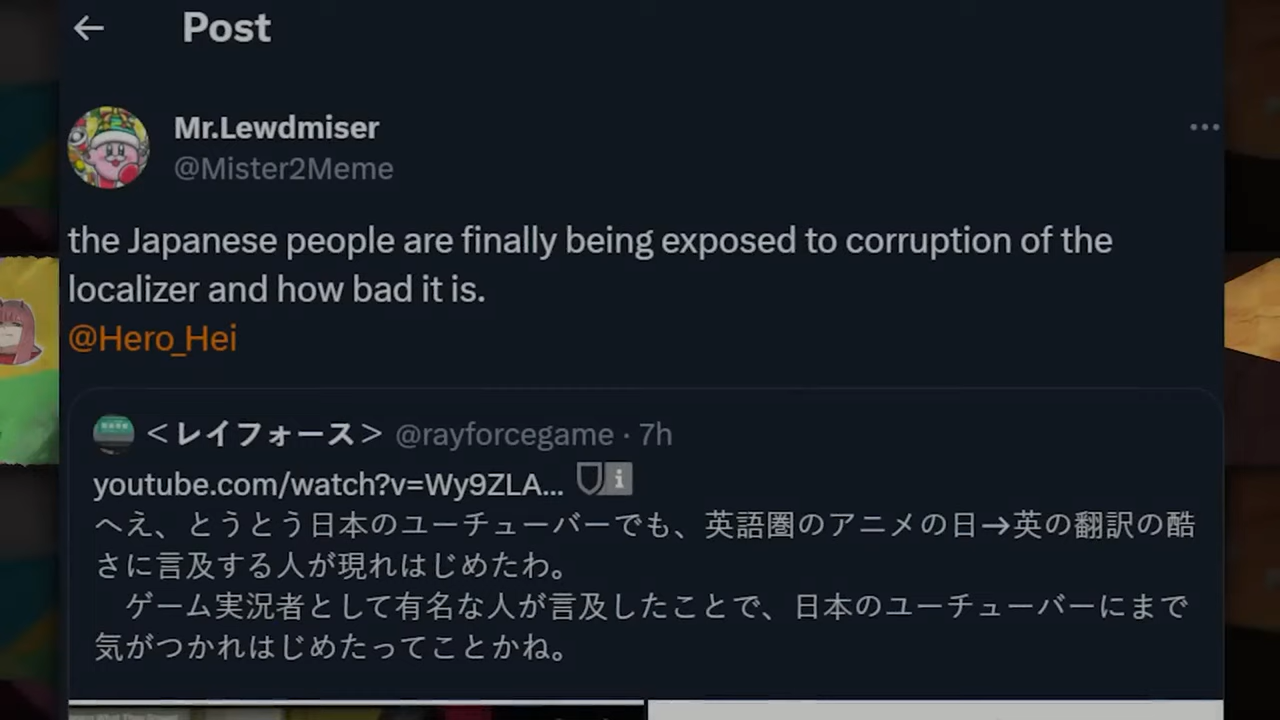 ← Post
Mr.Lewdmiser
@Mister2Meme
the Japanese people are finally being exposed to corruption of the
localizer and how bad it is.
@Hero_Hei
＜レイフォース＞ @rayforcegame · 7h
youtube.com/watch?v=Wy9ZLA...
へえ、とうとう日本のユーチューバーでも、英語圏のアニメの日→英の翻訳の酷
さに言及する人が現れはじめたわ。
　ゲーム実況者として有名な人が言及したことで、日本のユーチューバーにまで
気がつかれはじめたってことかね。